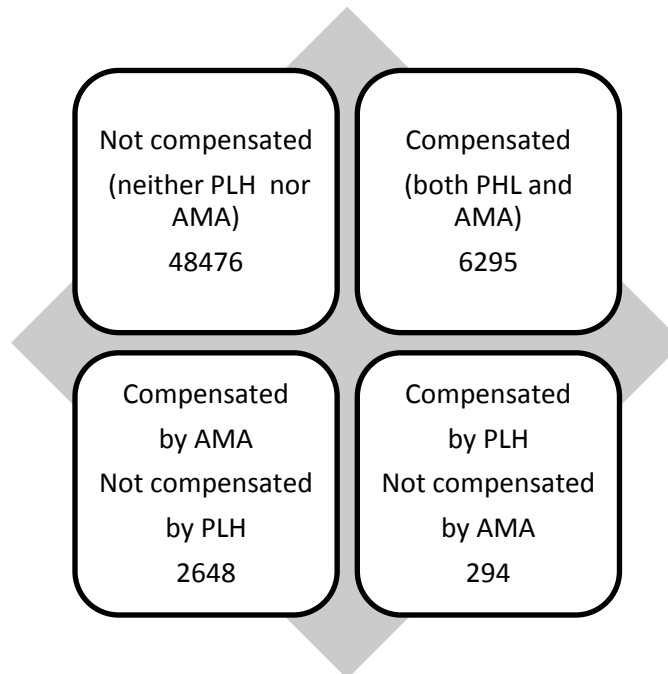 Not compensated
(neither PLH nor
AMA)
48476
Compensated
(both PHL and
AMA)
6295
Compensated
by AMA
Not compensated
by PLH
2648
Compensated
by PLH
Not compensated
by AMA
294